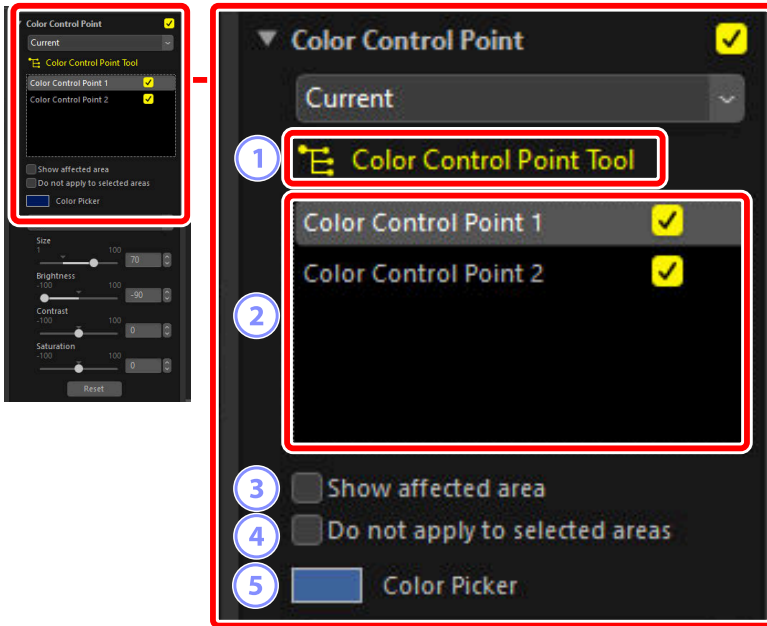 Color Control Point
Current
Color Control Point Tool
Color Control Point 1
Color Control Point 2
Show affected area
Do not apply to selected areas
Color Picker
Size
1 100
70
Brightness
-100 100
-90
Contrast
-100 100
0
Saturation
-100 100
0
Reset
Color Control Point
Current
1 Color Control Point Tool
Color Control Point 1
Color Control Point 2
2
3 Show affected area
4 Do not apply to selected areas
5 Color Picker